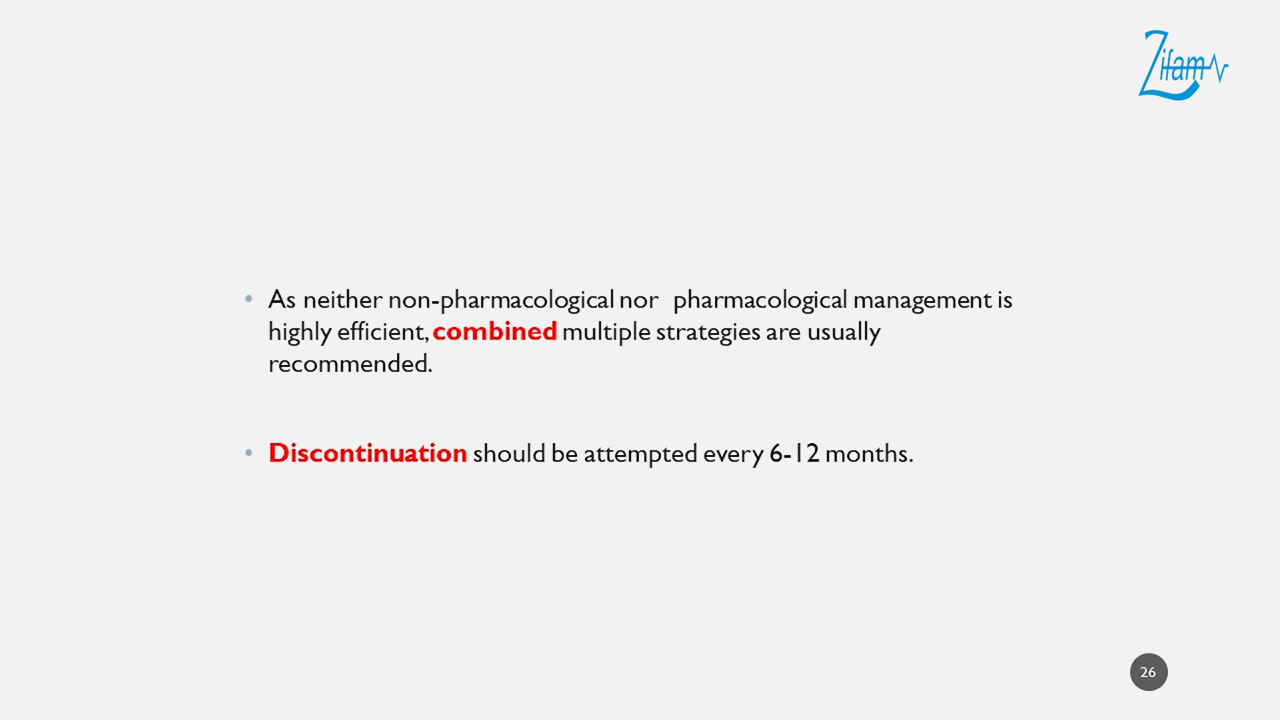 Zifam
• As neither non-pharmacological nor pharmacological management is
highly efficient, combined multiple strategies are usually
recommended.
• Discontinuation should be attempted every 6-12 months.
26